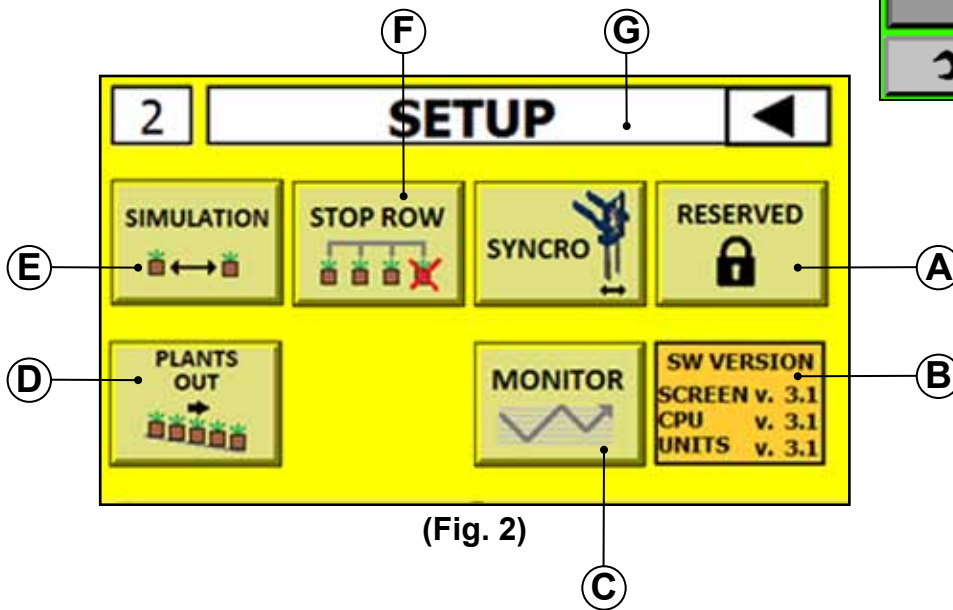 F
G
2
SETUP
SIMULATION
STOP ROW
SYNCRO
RESERVED
E
A
PLANTS
OUT
MONITOR
SW VERSION
SCREEN v. 3.1
CPU v. 3.1
UNITS v. 3.1
D
B
(Fig. 2)
C